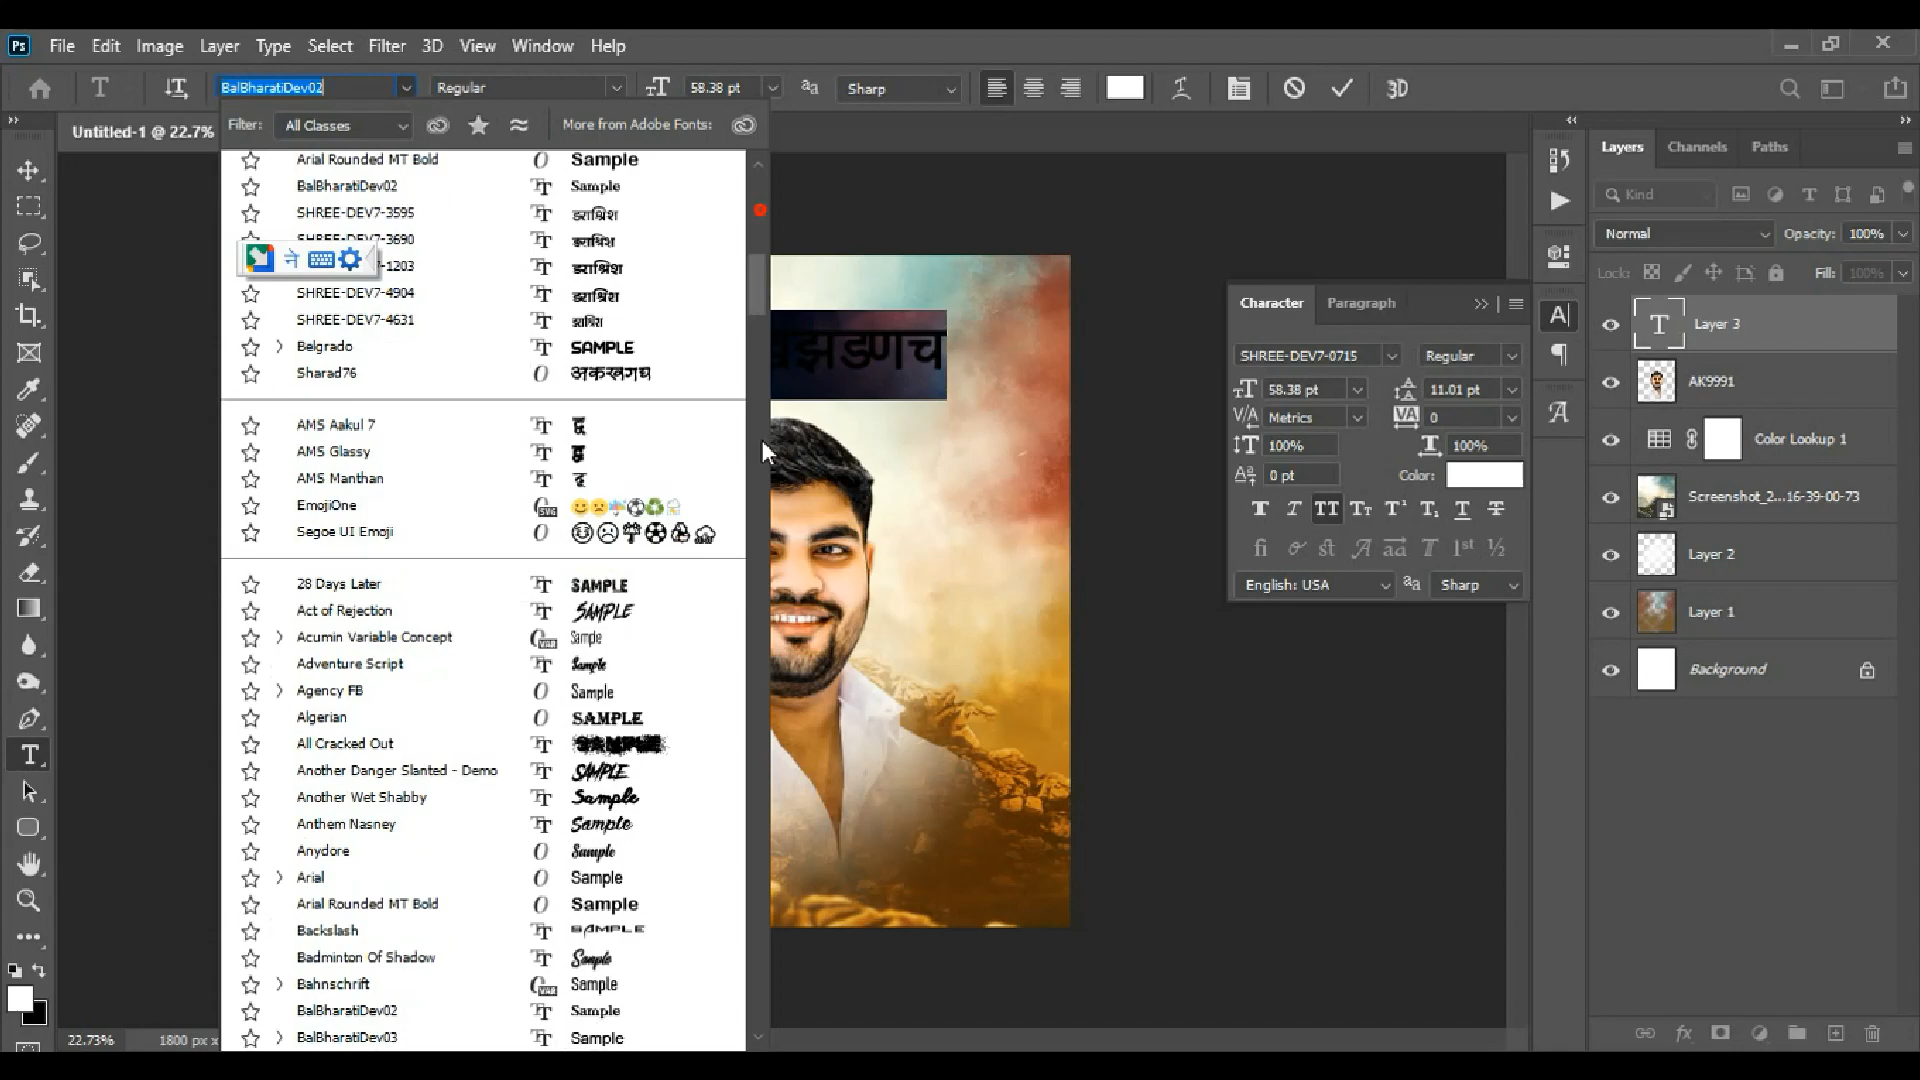 Ps File Edit Image Layer Type Select Filter 3D View Window Help
BalBharatiDev02 Regular 58.38 pt aa Sharp 3D
Untitled-1 @ 22.7%
Filter: All Classes More from Adobe Fonts:
Arial Rounded MT Bold Sample
BalBharatiDev02 Sample
SHREE-DEV7-3595
SHREE-DEV7-3690
-1203
SHREE-DEV7-4904
SHREE-DEV7-4631
Belgrado SAMPLE
Sharad76
AMS Aakul 7
AMS Glassy
AMS Manthan
EmojiOne
Segoe UI Emoji
28 Days Later SAMPLE
Act of Rejection SAMPLE
Acumin Variable Concept Sample
Adventure Script Sample
Agency FB Sample
Algerian SAMPLE
All Cracked Out SAMPLE
Another Danger Slanted - Demo SAMPLE
Another Wet Shabby Sample
Anthem Nasney Sample
Anydore Sample
Arial Sample
Arial Rounded MT Bold Sample
Backslash SAMPLE
Badminton Of Shadow Sample
Bahnschrift Sample
BalBharatiDev02 Sample
BalBharatiDev03 Sample
झडणच
Character Paragraph
SHREE-DEV7-0715 Regular
58.38 pt 11.01 pt
Metrics 0
100% 100%
0 pt Color:
English: USA aa Sharp
Layers Channels Paths
Kind
Normal Opacity: 100%
Lock: Fill: 100%
Layer 3
AK9991
Color Lookup 1
Screenshot_2...16-39-00-73
Layer 2
Layer 1
Background
22.73% 1800 px x